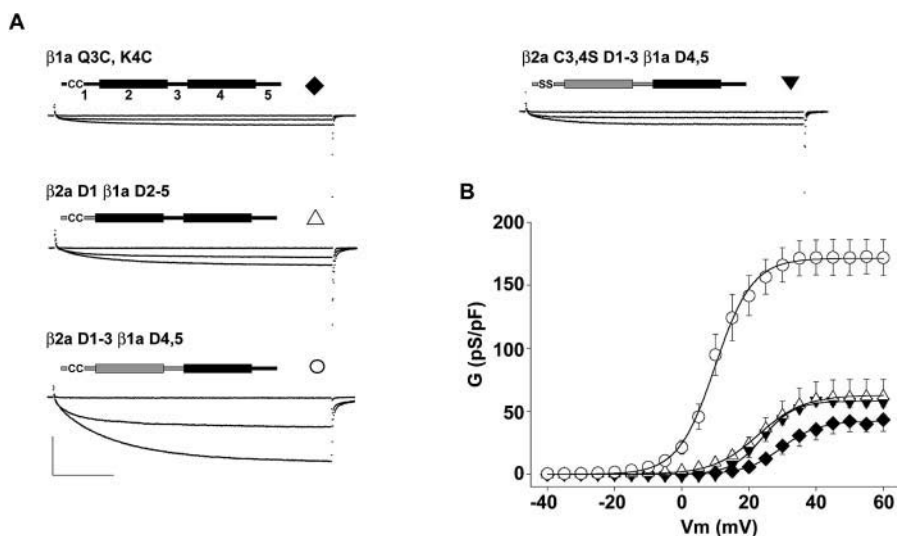 A
β1a Q3C, K4C
CC
1 2 3 4 5
β2a D1 β1a D2-5
CC
β2a D1-3 β1a D4,5
CC
β2a C3,4S D1-3 β1a D4,5
SS
B
G (pS/pF)
200
150
100
50
0
-40 -20 0 20 40 60
Vm (mV)